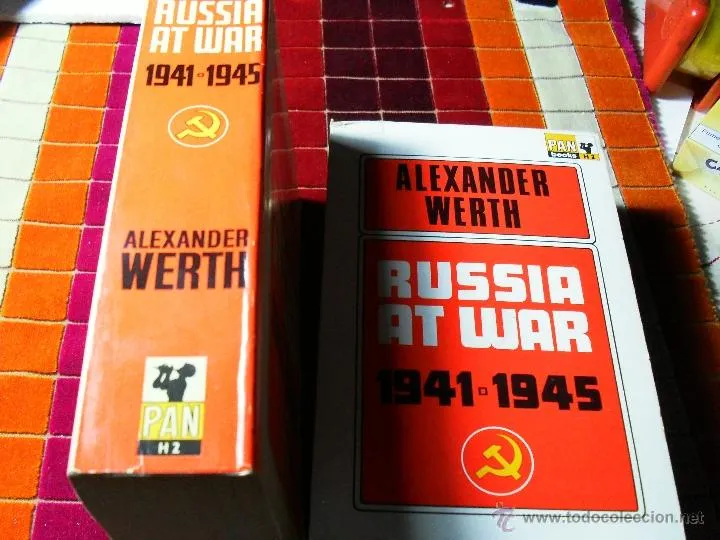 RUSSIA
AT WAR
1941-1945
ALEXANDER
WERTH
PAN
H2
PAN
books H2
ALEXANDER
WERTH
RUSSIA
AT WAR
1941-1945
© www.todocoleccion.net